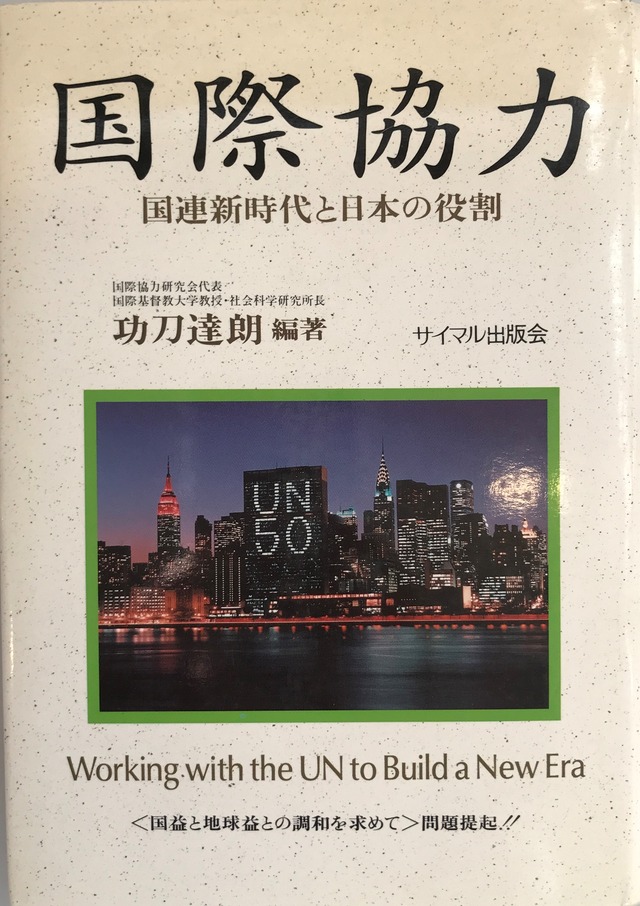 国際協力
国連新時代と日本の役割
国際協力研究会代表
国際基督教大学教授・社会科学研究所長
功刀達朗 編著
サイマル出版会
UN
50
Working with the UN to Build a New Era
<国益と地球益との調和を求めて>問題提起!!